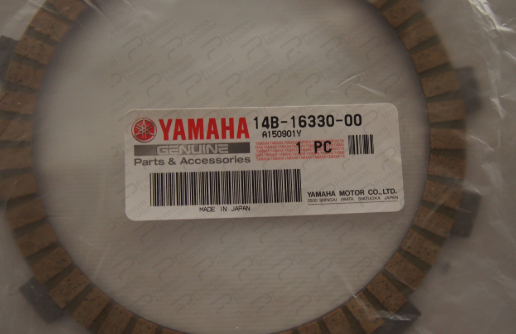 YAMAHA 14B-16330-00
A150901Y
GENUINE
1 PC
Parts & Accessories
YAMAHA MOTOR CO., LTD.
MADE IN JAPAN